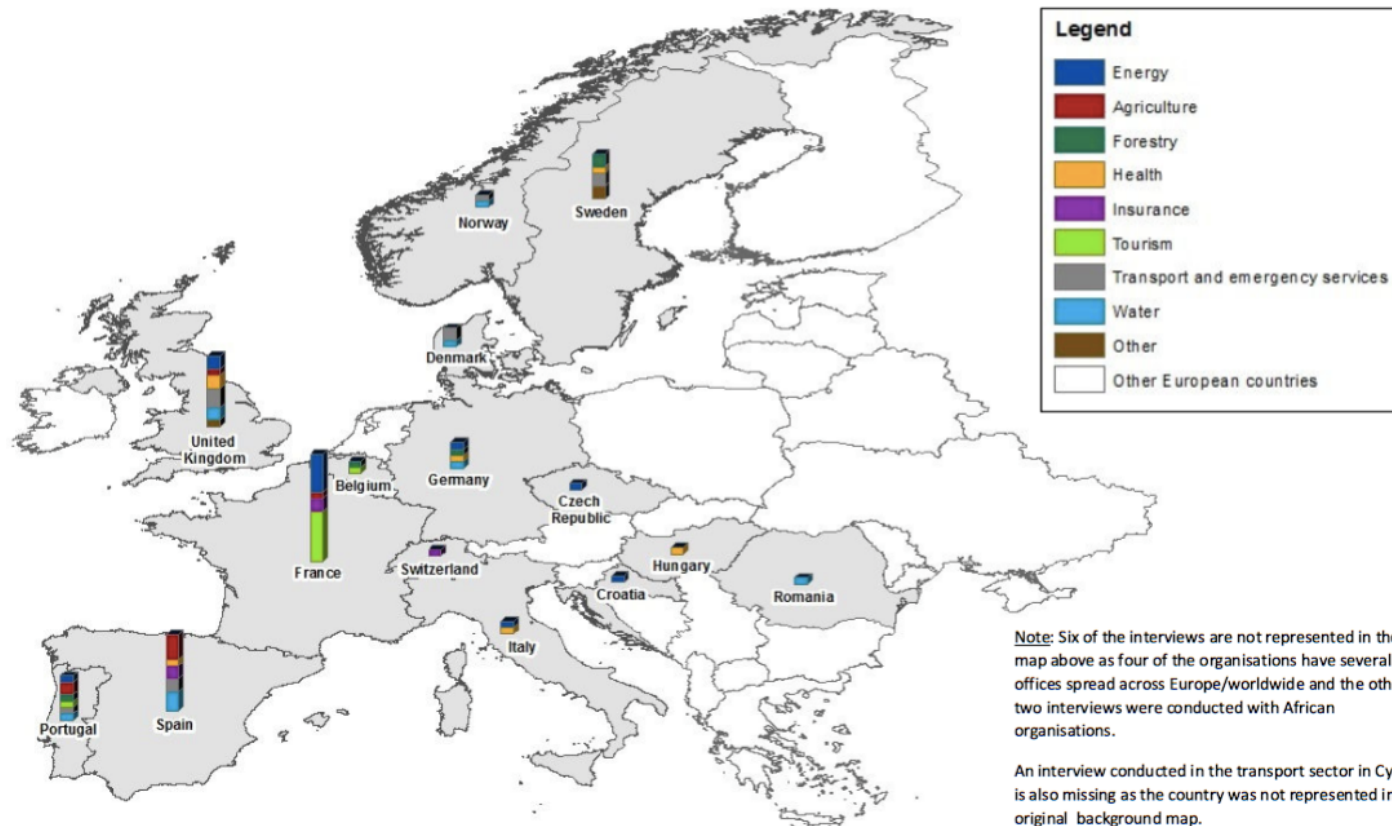 Legend
Energy
Agriculture
Forestry
Health
Insurance
Tourism
Transport and emergency services
Water
Other
Other European countries
Norway
Sweden
Denmark
United
Kingdom
Belgium
Germany
Czech
Republic
France
Switzerland
Hungary
Croatia
Romania
Italy
Portugal
Spain
Note: Six of the interviews are not represented in the
map above as four of the organisations have several
offices spread across Europe/worldwide and the oth
two interviews were conducted with African
organisations.
An interview conducted in the transport sector in Cy
is also missing as the country was not represented in
original background map.